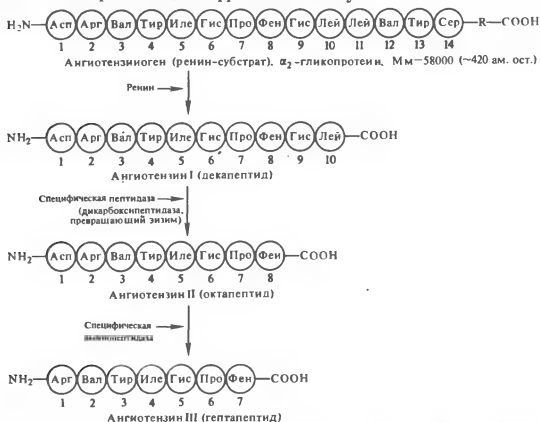 H₂N—Асп Арг Вал Тир Иле Гис Про Фен Гис Лей Лей Вал Тир Сер—R—COOH
1 2 3 4 5 6 7 8 9 10 11 12 13 14
Ангиотензиноген (ренин-субстрат). α₂-гликопротеин, Мм—58000 (~420 ам. ост.)
Ренин
NH₂—Асп Арг Вал Тир Иле Гис Про Фен Гис Лей—COOH
1 2 3 4 5 6 7 8 9 10
Ангиотензин I (декапептид)
Специфическая пептидаза
(дикарбоксипептидаза,
превращающий энзим)
NH₂—Асп Арг Вал Тир Иле Гис Про Фен—COOH
1 2 3 4 5 6 7 8
Ангиотензин II (октапептид)
Специфическая
NH₂—Арг Вал Тир Иле Гис Про Фен—COOH
1 2 3 4 5 6 7
Ангиотензин III (гептапептид)